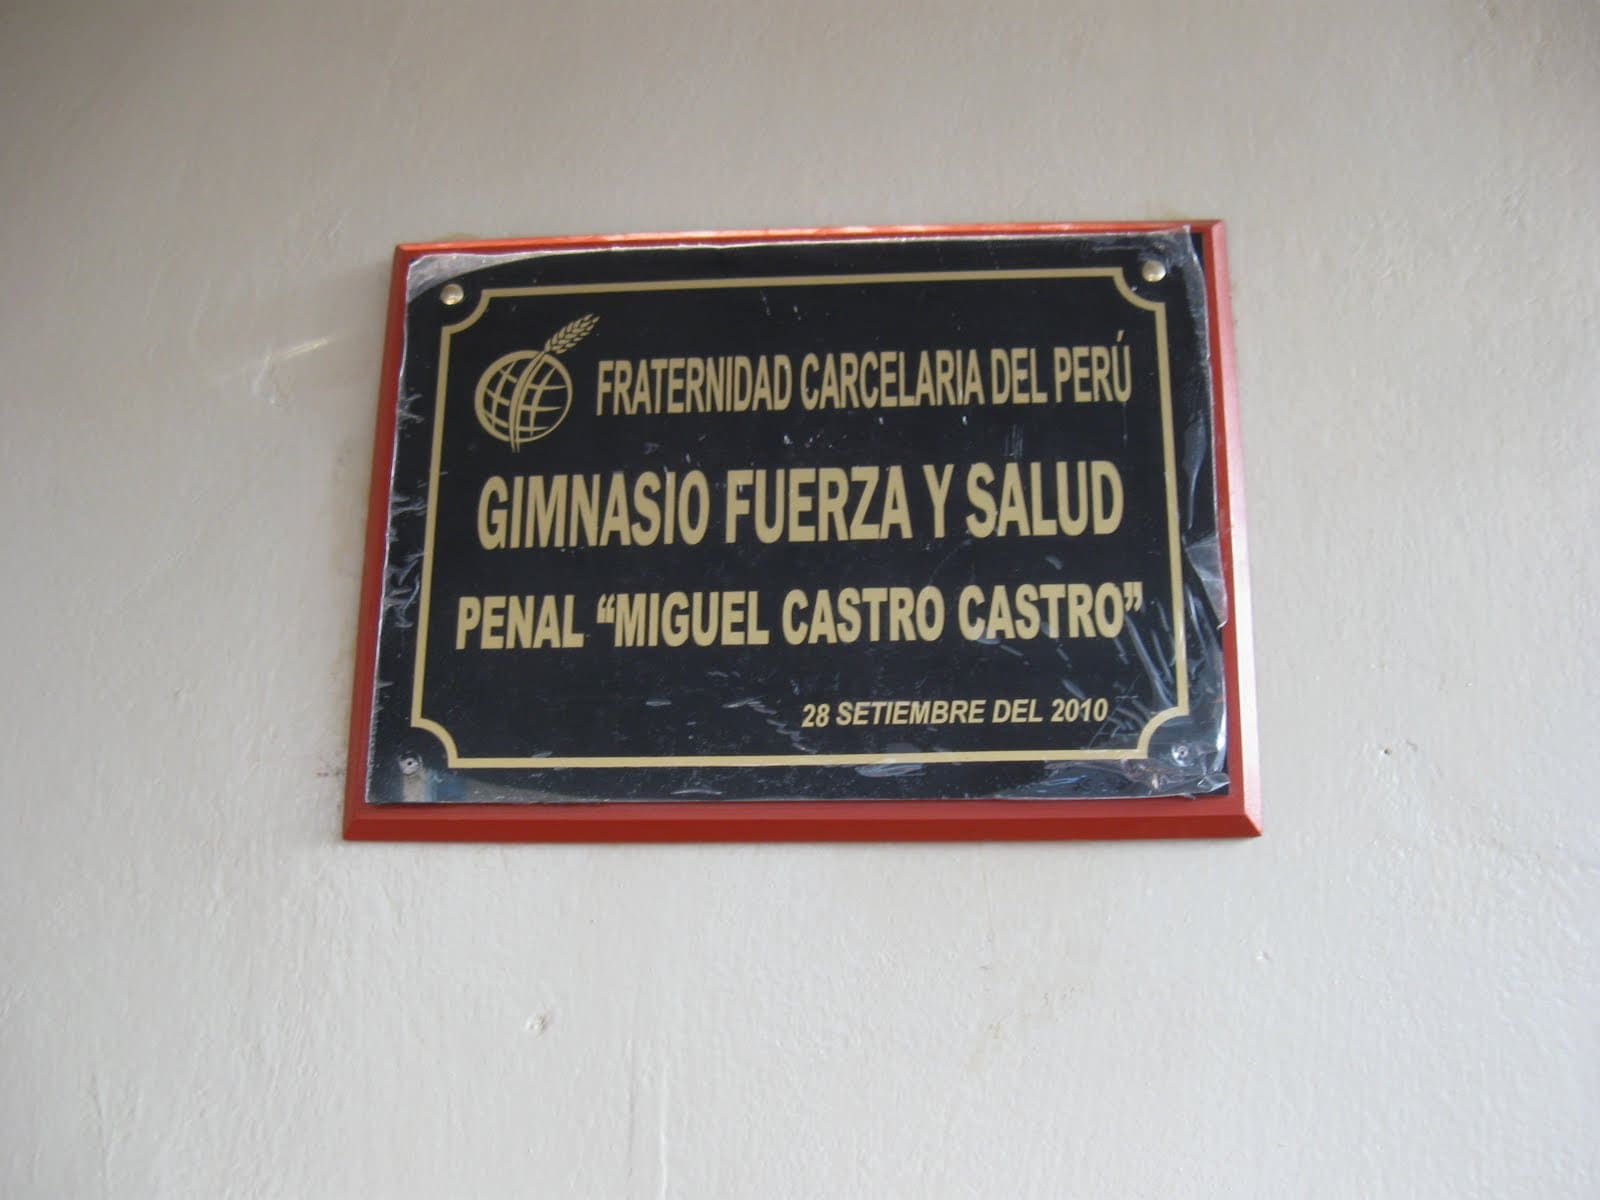 FRATERNIDAD CARCELARIA DEL PERÚ
GIMNASIO FUERZA Y SALUD
PENAL “MIGUEL CASTRO CASTRO”
28 SETIEMBRE DEL 2010